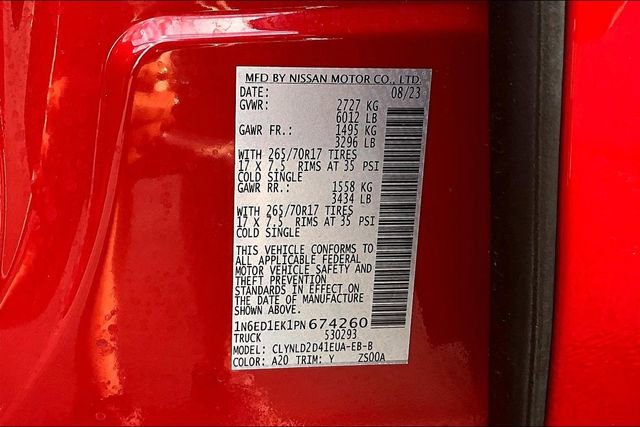 MFD BY NISSAN MOTOR CO., LTD.
DATE: 08/23
GVWR: 2727 KG
6012 LB
GAWR FR.: 1495 KG
3296 LB
WITH 265/70R17 TIRES
17 X 7.5 RIMS AT 35 PSI
COLD SINGLE
GAWR RR.: 1558 KG
3434 LB
WITH 265/70R17 TIRES
17 X 7.5 RIMS AT 35 PSI
COLD SINGLE
THIS VEHICLE CONFORMS TO
ALL APPLICABLE FEDERAL
MOTOR VEHICLE SAFETY AND
THEFT PREVENTION
STANDARDS IN EFFECT ON
THE DATE OF MANUFACTURE
SHOWN ABOVE.
1N6ED1EK1PN674260
TRUCK 530293
MODEL: CLYNLD2D41EUA-EB-B
COLOR: A20 TRIM: Y ZS00A